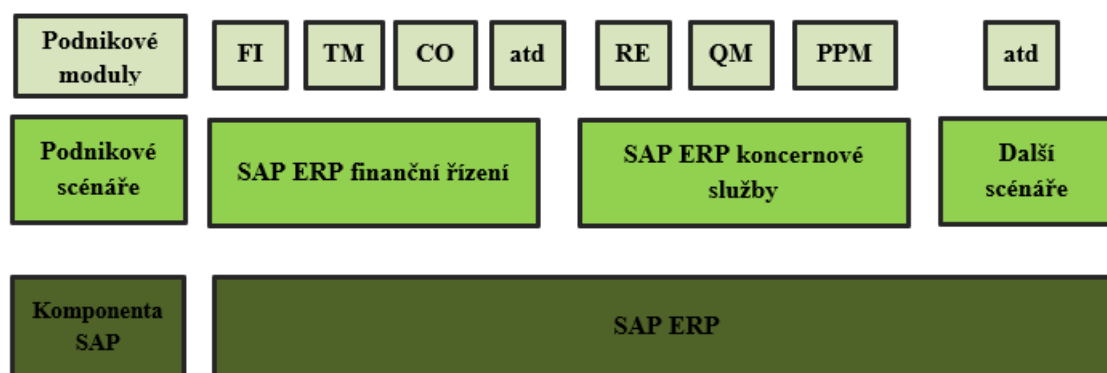 Podnikové
moduly
FI
TM
CO
atd
RE
QM
PPM
atd
Podnikové
scénáře
SAP ERP finanční řízení
SAP ERP koncernové
služby
Další
scénáře
Komponenta
SAP
SAP ERP